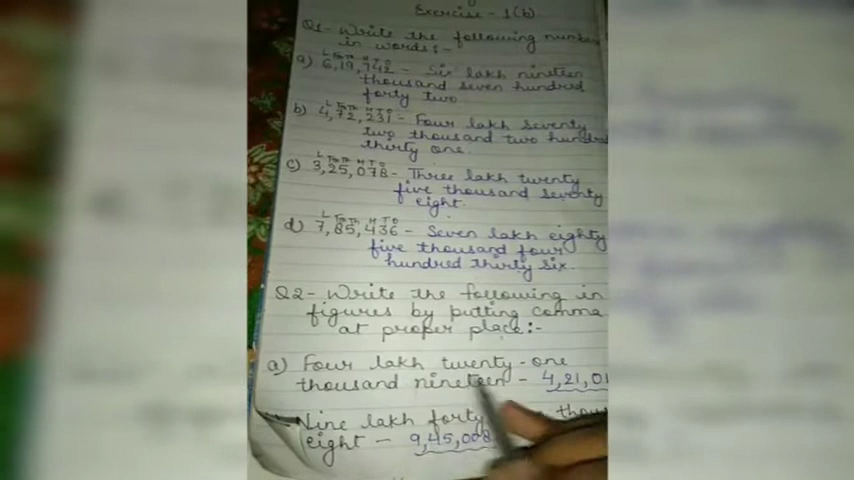 Exercise - 1(b)
Q1- Write the following number
in words:-
L TTh Th H T O
a) 6,19,742 - Six lakh nineteen
thousand seven hundred
forty two
L TTh Th H T O
b) 4,72,231 - Four lakh seventy
two thousand two hundred
thirty one.
L TTh Th H T O
c) 3,25,078 - Three lakh twenty
five thousand seventy
eight.
L TTh Th H T O
d) 7,85,436 - Seven lakh eighty
five thousand four
hundred thirty six.
Q2- Write the following in
figures by putting comma
at proper place:-
a) Four lakh twenty-one
thousand nineteen - 4,21,01
Nine lakh forty thou
eight - 9,45,008